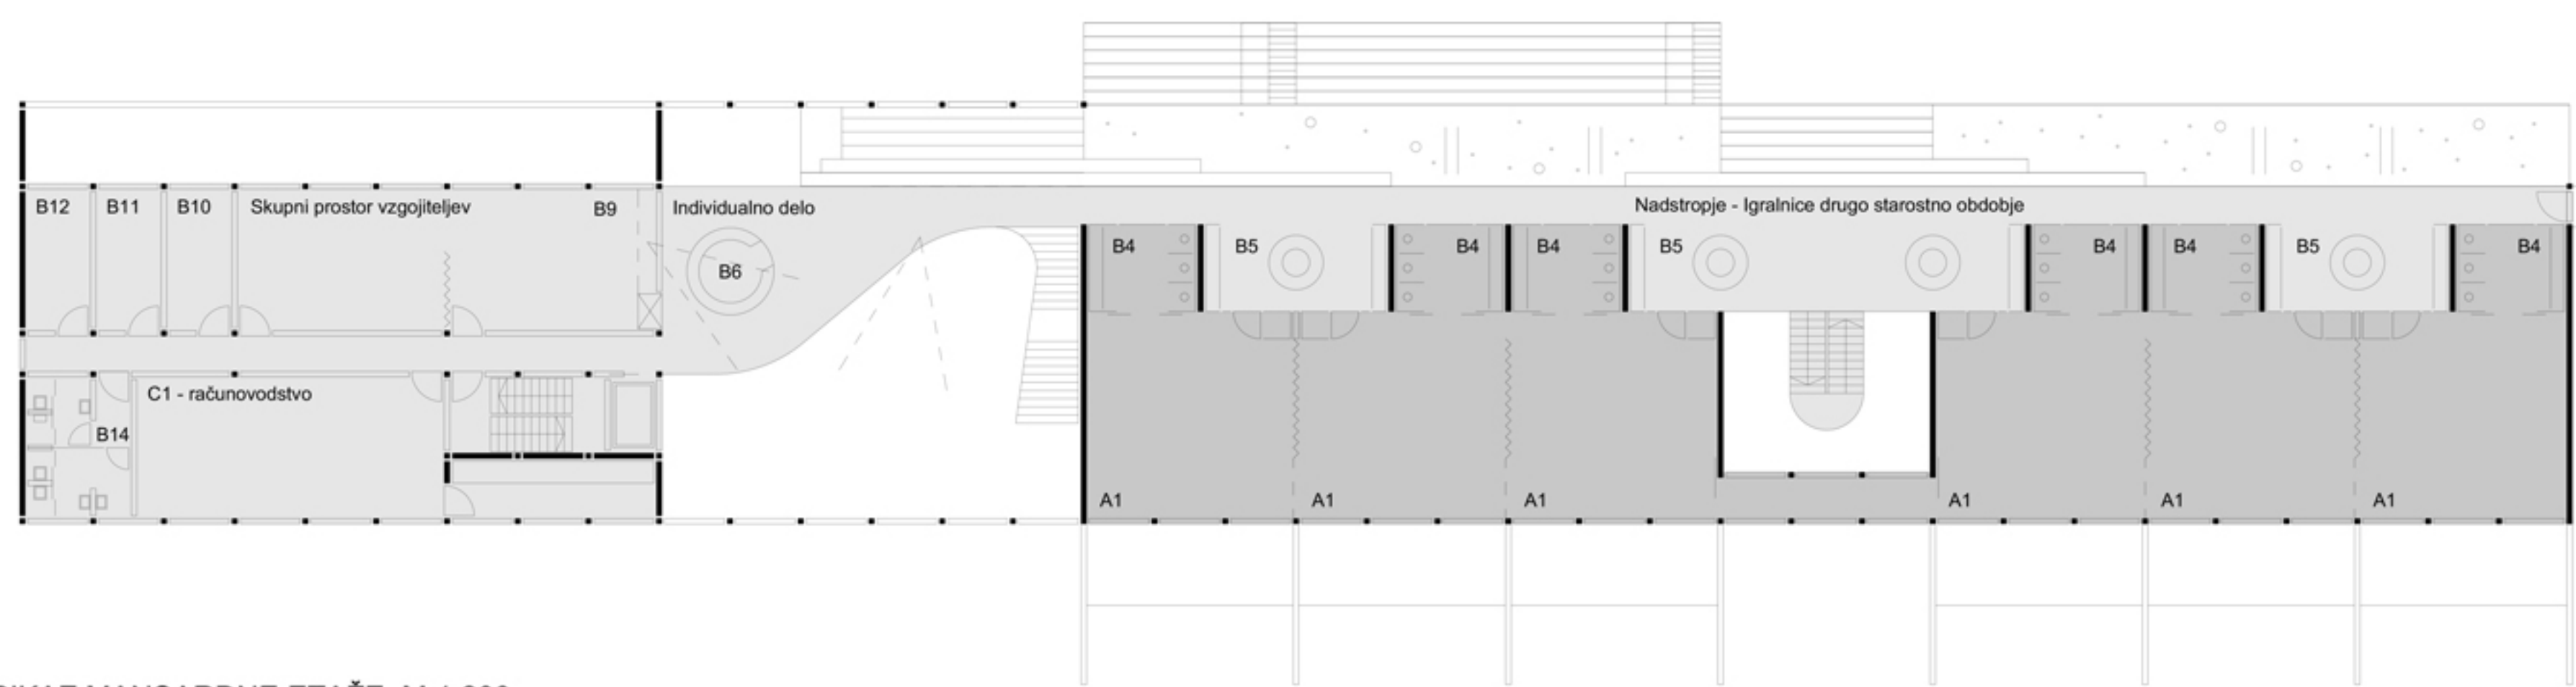 B12
B11
B10
Skupni prostor vzgojiteljev
B9
Individualno delo
Nadstropje - Igralnice drugo starostno obdobje
B6
B4
B5
B4
B4
B5
B4
B4
B5
B4
C1 - računovodstvo
B14
A1
A1
A1
A1
A1
A1